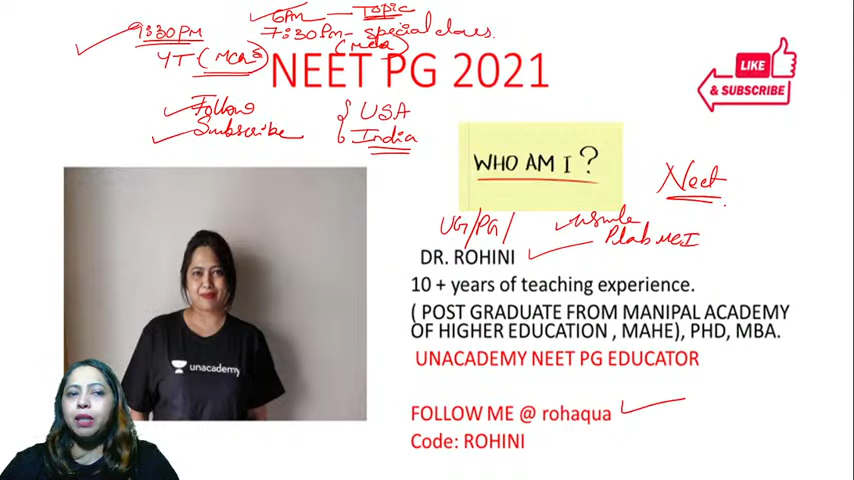 6PM — Topic
9:30PM
7:30PM - special class.
YT (MCQs)
(MCQ)
NEET PG 2021
LIKE
& SUBSCRIBE
Follow
Subscribe
USA
India
WHO AM I ?
Neet
UG/PG/
usmle
Plab MCI
DR. ROHINI
10 + years of teaching experience.
( POST GRADUATE FROM MANIPAL ACADEMY
OF HIGHER EDUCATION , MAHE), PHD, MBA.
unacademy
UNACADEMY NEET PG EDUCATOR
FOLLOW ME @ rohaqua
Code: ROHINI